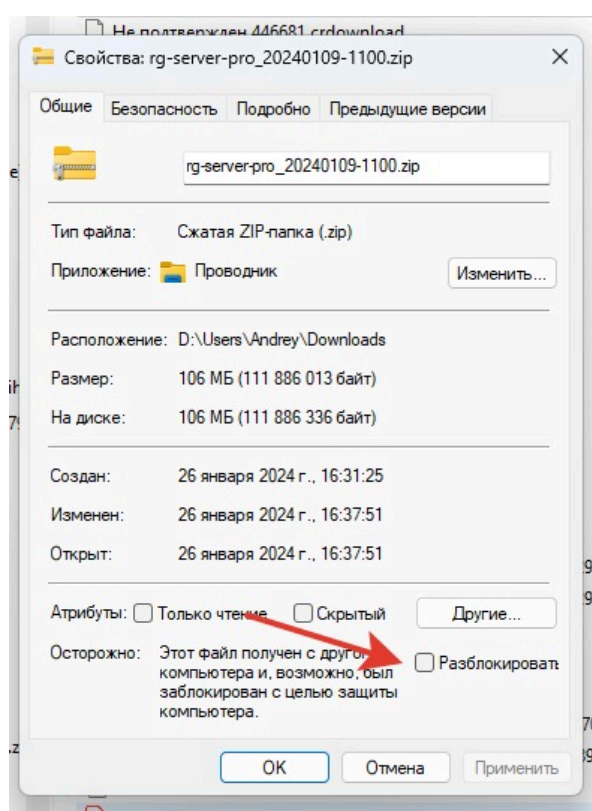 Не подтвержден 446681.crdownload
Свойства: rg-server-pro_20240109-1100.zip
Общие Безопасность Подробно Предыдущие версии
rg-server-pro_20240109-1100.zip
Тип файла: Сжатая ZIP-папка (.zip)
Приложение: Проводник Изменить...
Расположение: D:\Users\Andrey\Downloads
Размер: 106 МБ (111 886 013 байт)
На диске: 106 МБ (111 886 336 байт)
Создан: 26 января 2024 г., 16:31:25
Изменен: 26 января 2024 г., 16:37:51
Открыт: 26 января 2024 г., 16:37:51
Атрибуты: Только чтение Скрытый Другие...
Осторожно: Этот файл получен с другого
компьютера и, возможно, был
заблокирован с целью защиты
компьютера.
Разблокировать
OK Отмена Применить